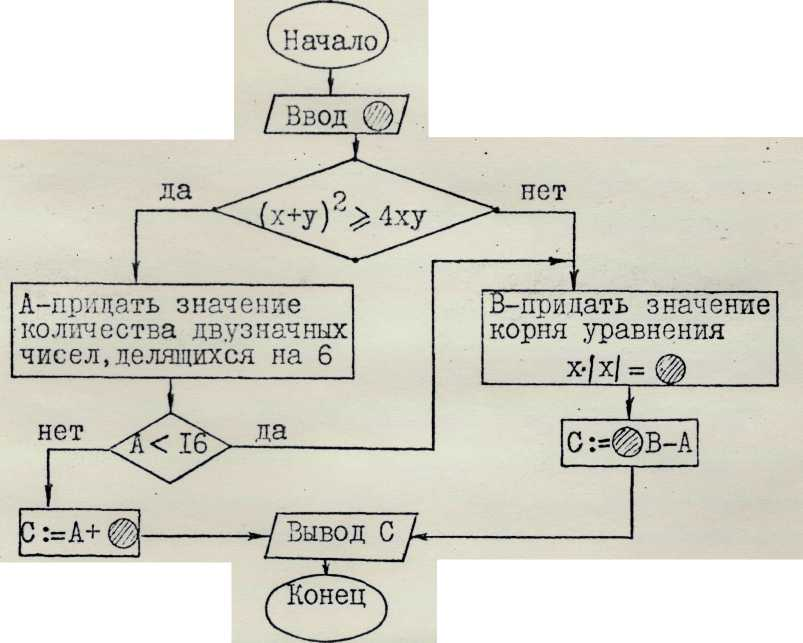 Начало
Ввод
да
нет
(x+y)² ⩾ 4xy
А-придать значение
количества двузначных
чисел, делящихся на 6
В-придать значение
корня уравнения
x·|x| =
нет
А < I6
да
С:= В-А
С:=А+
Вывод С
Конец